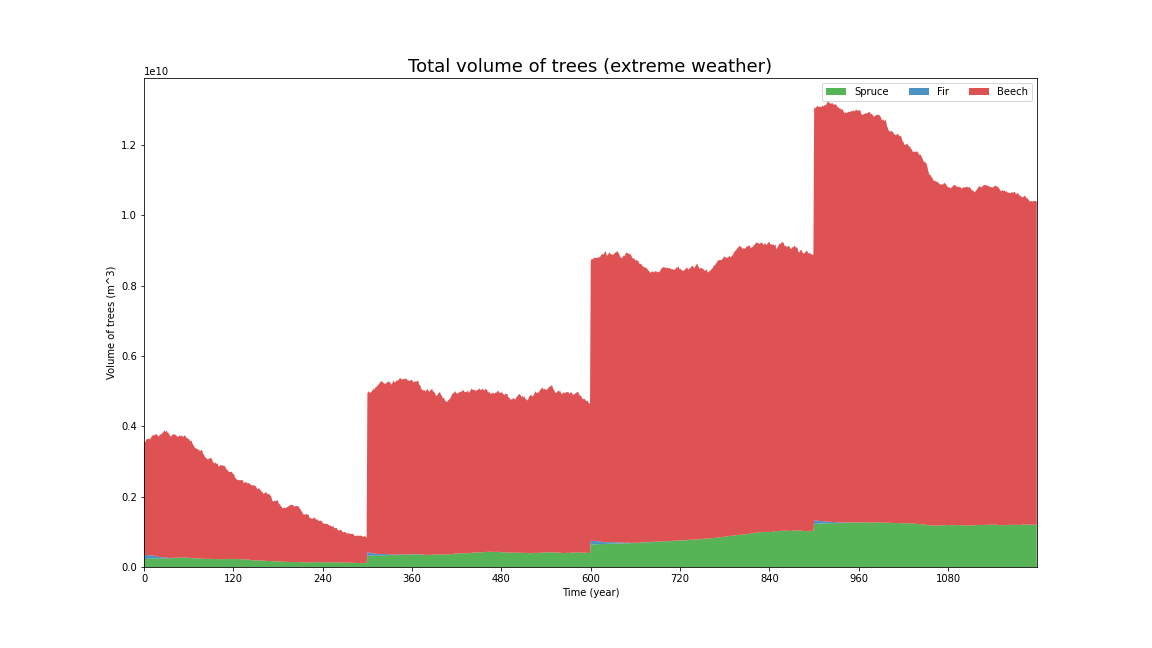 Total volume of trees (extreme weather)
1e10
Spruce Fir Beech
1.2
1.0
0.8
0.6
0.4
0.2
0.0
Volume of trees (m^3)
0 120 240 360 480 600 720 840 960 1080
Time (year)